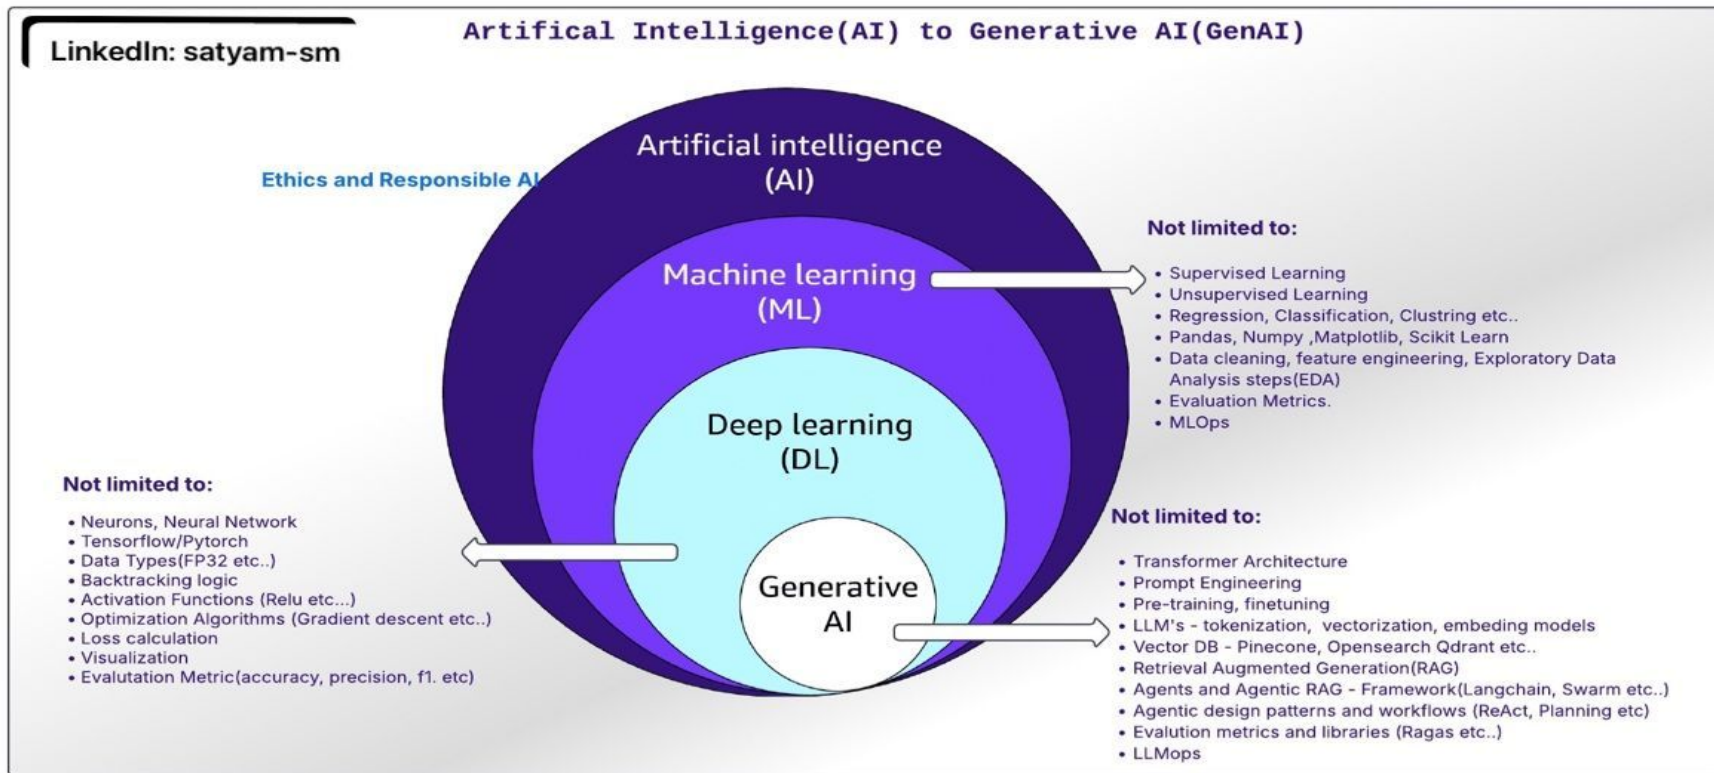 LinkedIn: satyam-sm
Artifical Intelligence(AI) to Generative AI(GenAI)
Ethics and Responsible AI
Artificial intelligence
(AI)
Machine learning
(ML)
Deep learning
(DL)
Generative
AI
Not limited to:
• Supervised Learning
• Unsupervised Learning
• Regression, Classification, Clustring etc..
• Pandas, Numpy ,Matplotlib, Scikit Learn
• Data cleaning, feature engineering, Exploratory Data
Analysis steps(EDA)
• Evaluation Metrics.
• MLOps
Not limited to:
• Neurons, Neural Network
• Tensorflow/Pytorch
• Data Types(FP32 etc..)
• Backtracking logic
• Activation Functions (Relu etc...)
• Optimization Algorithms (Gradient descent etc..)
• Loss calculation
• Visualization
• Evalutation Metric(accuracy, precision, f1. etc)
Not limited to:
• Transformer Architecture
• Prompt Engineering
• Pre-training, finetuning
• LLM's - tokenization, vectorization, embeding models
• Vector DB - Pinecone, Opensearch Qdrant etc..
• Retrieval Augmented Generation(RAG)
• Agents and Agentic RAG - Framework(Langchain, Swarm etc..)
• Agentic design patterns and workflows (ReAct, Planning etc)
• Evalution metrics and libraries (Ragas etc..)
• LLMops